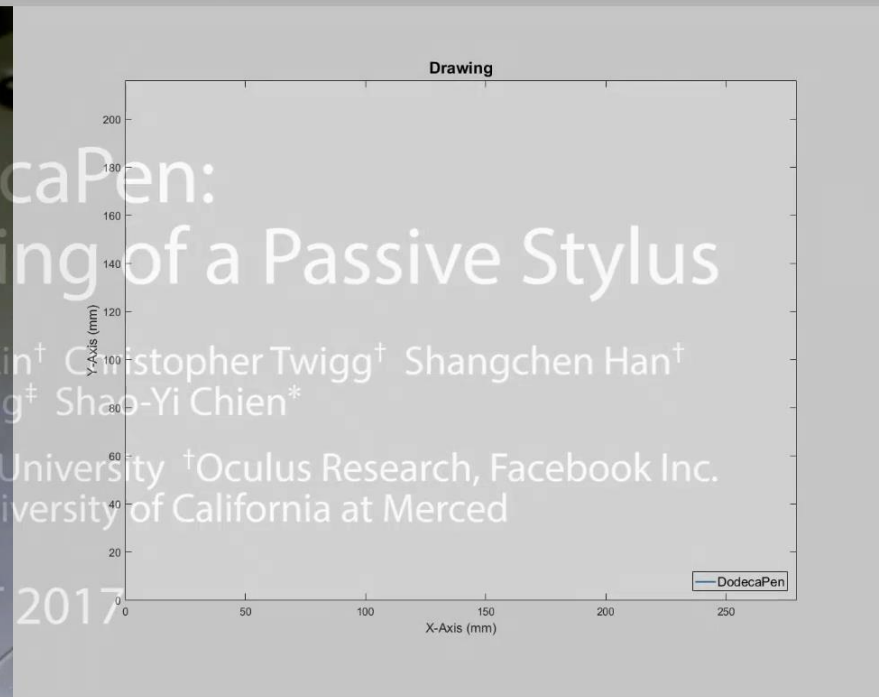 Drawing
caPen:
ing of a Passive Stylus
in† Christopher Twigg† Shangchen Han†
g‡ Shao-Yi Chien*
University †Oculus Research, Facebook Inc.
iversity of California at Merced
2017
Y-Axis (mm)
200
180
160
140
120
100
80
60
40
20
0
0 50 100 150 200 250
X-Axis (mm)
DodecaPen